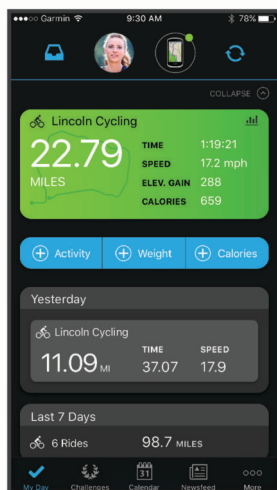 ●●●○○ Garmin 9:30 AM 78%
COLLAPSE
Lincoln Cycling
22.79
MILES
TIME 1:19:21
SPEED 17.2 mph
ELEV. GAIN 288
CALORIES 659
Activity
Weight
Calories
Yesterday
Lincoln Cycling
11.09 MI
TIME
37.07
SPEED
17.9
Last 7 Days
6 Rides 98.7 MILES
My Day
Challenges
31
Calendar
Newsfeed
More